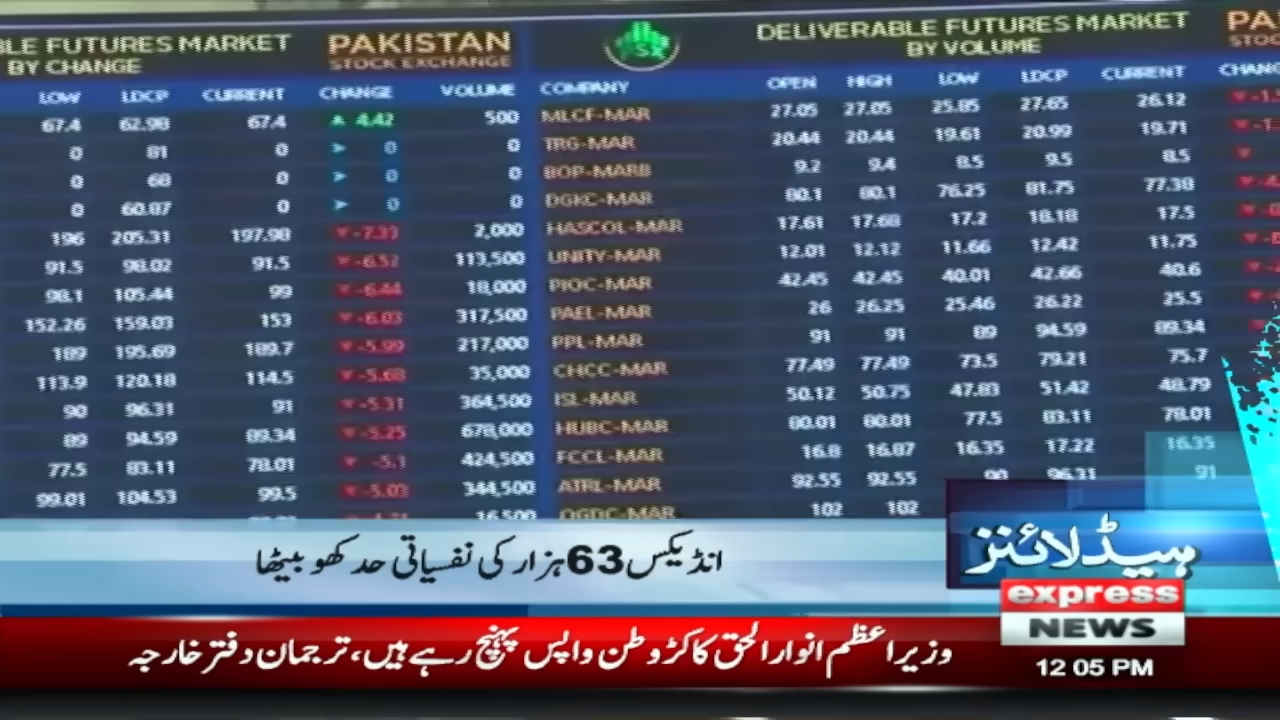 BLE FUTURES MARKET
BY CHANGE
PAKISTAN
STOCK EXCHANGE
DELIVERABLE FUTURES MARKET
BY VOLUME
LOW LDCP CURRENT CHANGE VOLUME COMPANY OPEN HIGH LOW LDCP CURRENT
67.4 62.98 67.4 4.42 500 MLCF-MAR 27.05 27.05 25.85 27.65 26.12
0 81 0 0 0 TRG-MAR 20.44 20.44 19.61 20.99 19.71
0 68 0 0 0 BOP-MARB 9.2 9.4 8.5 9.5 8.5
0 60.87 0 0 0 DGKC-MAR 80.1 80.1 76.25 81.75 77.38
196 205.31 197.98 -7.33 2,000 HASCOL-MAR 17.61 17.68 17.2 18.18 17.5
91.5 98.02 91.5 -6.52 113,500 UNITY-MAR 12.01 12.12 11.66 12.42 11.75
98.1 105.44 99 -6.44 18,000 PIOC-MAR 42.45 42.45 40.01 42.66 40.6
152.26 159.03 153 -6.03 317,500 PAEL-MAR 26 26.25 25.46 26.22 25.5
189 195.69 189.7 -5.99 217,000 PPL-MAR 91 91 89 94.59 89.34
113.9 120.18 114.5 -5.68 35,000 CHCC-MAR 77.49 77.49 73.5 79.21 75.7
90 96.31 91 -5.31 364,500 ISL-MAR 50.12 50.75 47.83 51.42 48.79
89 94.59 89.34 -5.25 678,000 HUBC-MAR 80.01 80.01 77.5 83.11 78.01
77.5 83.11 78.01 -5.1 424,500 FCCL-MAR 16.8 16.87 16.35 17.22 16.35
99.01 104.53 99.5 -5.03 344,500 ATRL-MAR 92.55 92.55 90 96.31 91
16,500 OGDC-MAR 102 102
انڈیکس 63 ہزار کی نفسیاتی حد کھو بیٹھا
ہیڈلائنز
express
NEWS
وزیراعظم انوارالحق کاکڑ وطن واپس پہنچ رہے ہیں، ترجمان دفتر خارجہ
12 05 PM